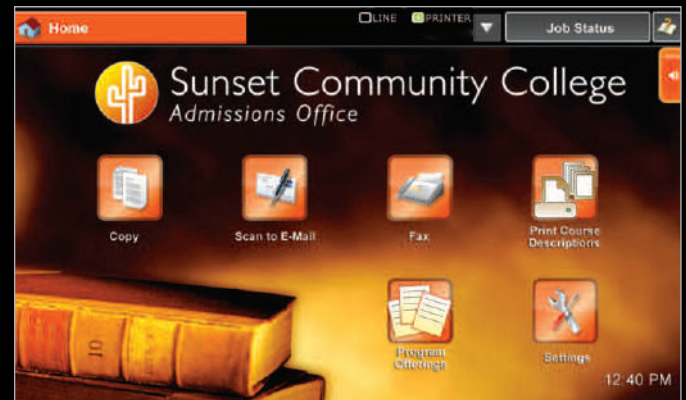 Home
LINE PRINTER
Job Status
Sunset Community College
Admissions Office
Copy
Scan to E-Mail
Fax
Print Course
Descriptions
Program
Offerings
Settings
10
12:40 PM